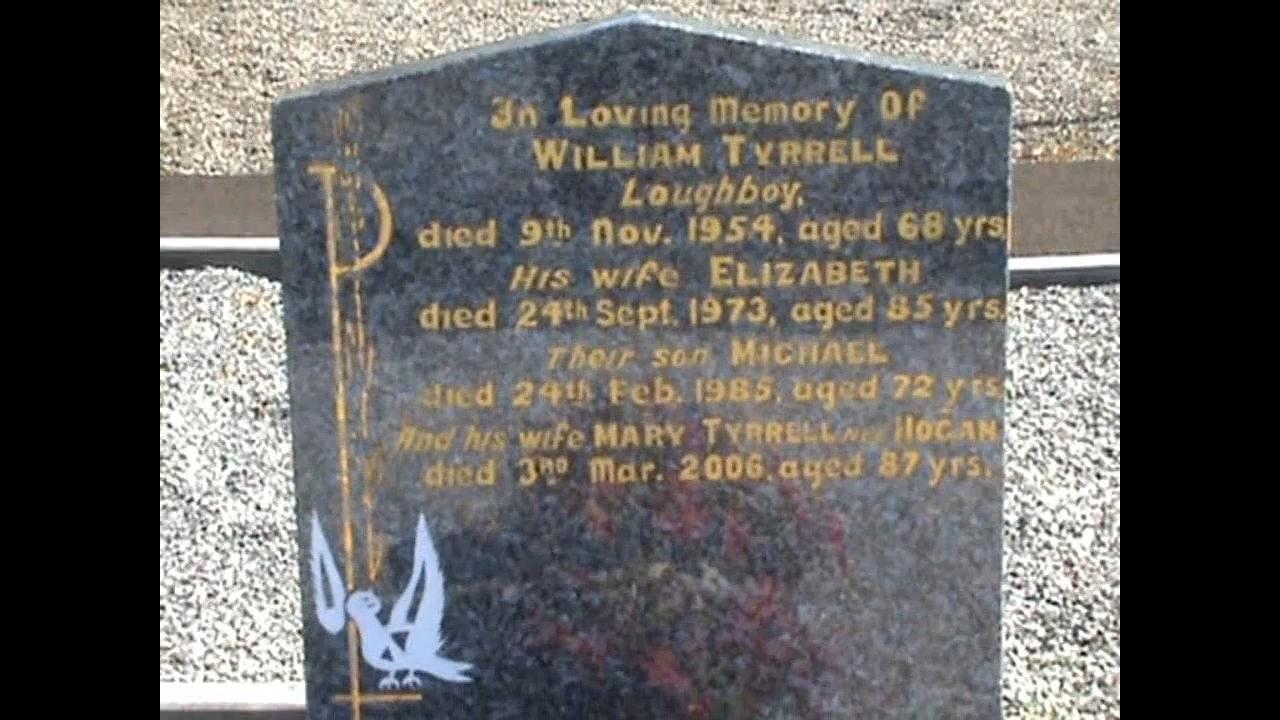 In Loving Memory Of
WILLIAM TYRRELL
Loughboy,
died 9th Nov. 1954, aged 68 yrs
His wife ELIZABETH
died 24th Sept. 1973, aged 85 yrs.
Their son MICHAEL
died 24th Feb. 1985, aged 72 yrs
And his wife MARY TYRRELL nee HOGAN
died 3RD Mar. 2006, aged 87 yrs.